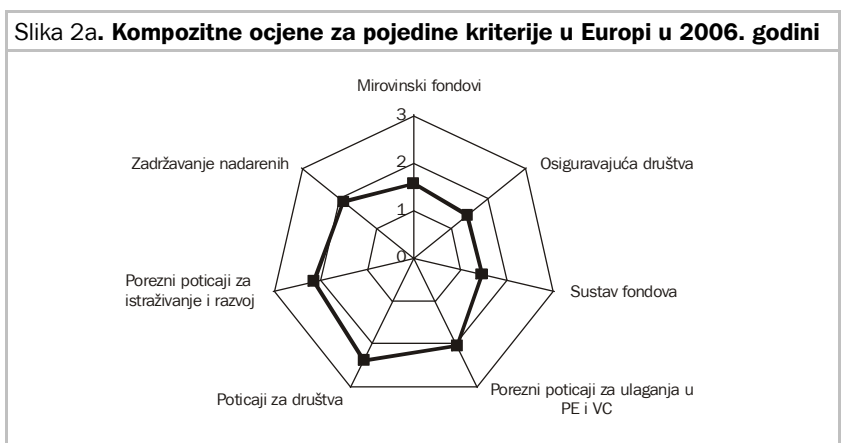 Slika 2a. Kompozitne ocjene za pojedine kriterije u Europi u 2006. godini
Mirovinski fondovi
3
Zadržavanje nadarenih
2
Osiguravajuća društva
1
0
Porezni poticaji za
istraživanje i razvoj
Sustav fondova
Poticaji za društva
Porezni poticaji za ulaganja u
PE i VC